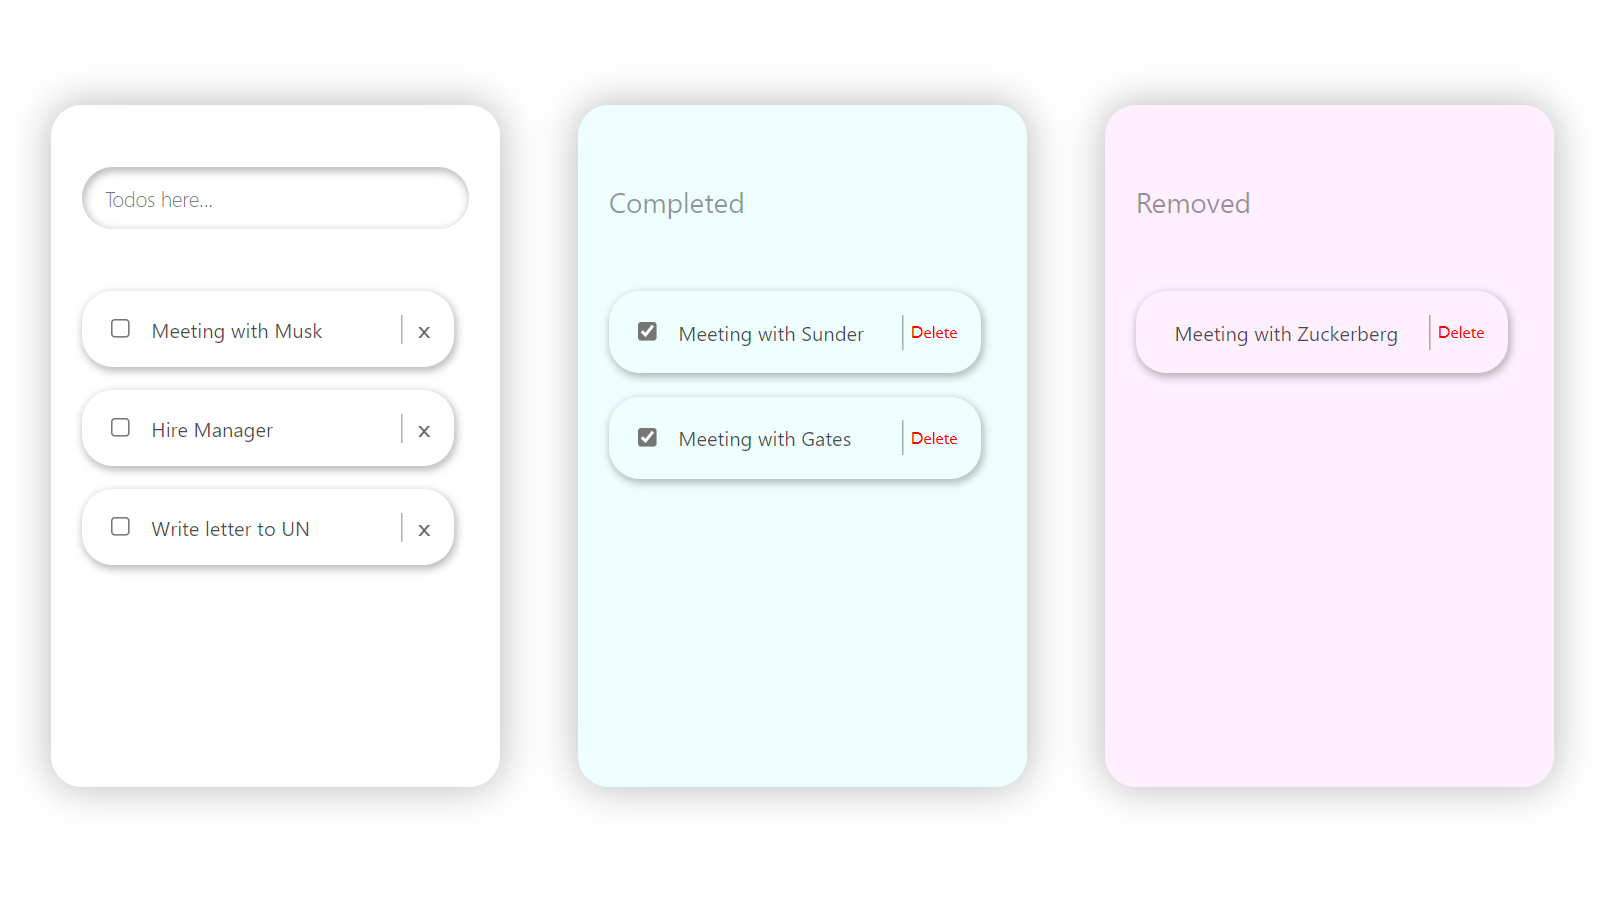 Todos here...
Meeting with Musk x
Hire Manager x
Write letter to UN x
Completed
Meeting with Sunder Delete
Meeting with Gates Delete
Removed
Meeting with Zuckerberg Delete